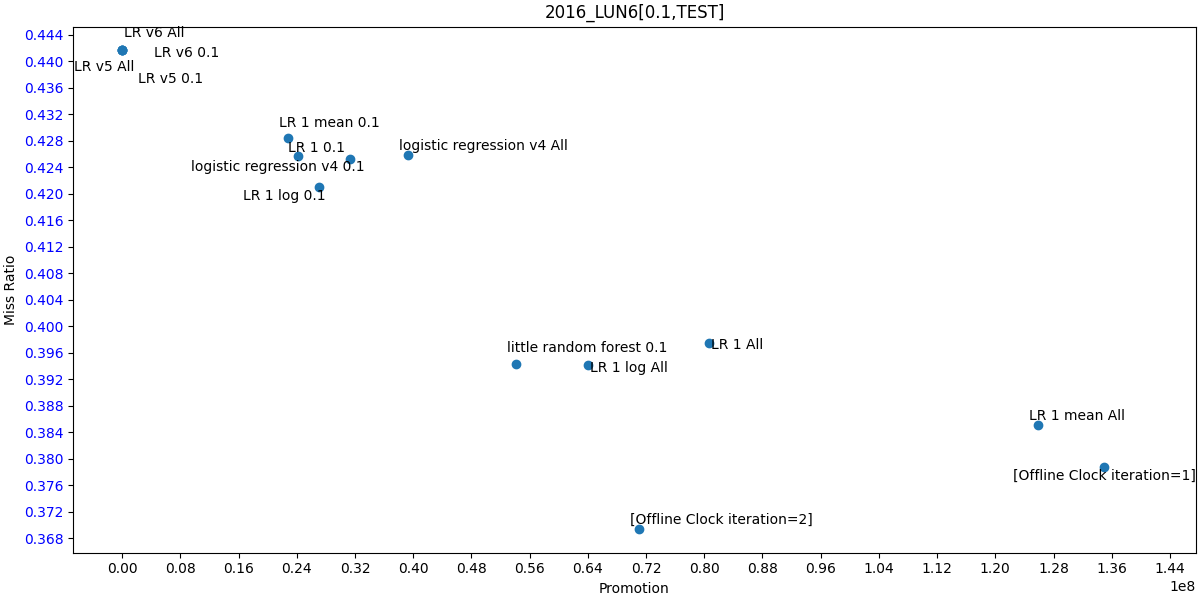 2016_LUN6[0.1,TEST]
0.444
0.440
0.436
0.432
0.428
0.424
0.420
0.416
0.412
0.408
0.404
0.400
0.396
0.392
0.388
0.384
0.380
0.376
0.372
0.368
Miss Ratio
LR v6 All
LR v6 0.1
LR v5 All
LR v5 0.1
LR 1 mean 0.1
LR 1 0.1
logistic regression v4 All
logistic regression v4 0.1
LR 1 log 0.1
little random forest 0.1
LR 1 All
LR 1 log All
LR 1 mean All
[Offline Clock iteration=1]
[Offline Clock iteration=2]
0.00 0.08 0.16 0.24 0.32 0.40 0.48 0.56 0.64 0.72 0.80 0.88 0.96 1.04 1.12 1.20 1.28 1.36 1.44
1e8
Promotion